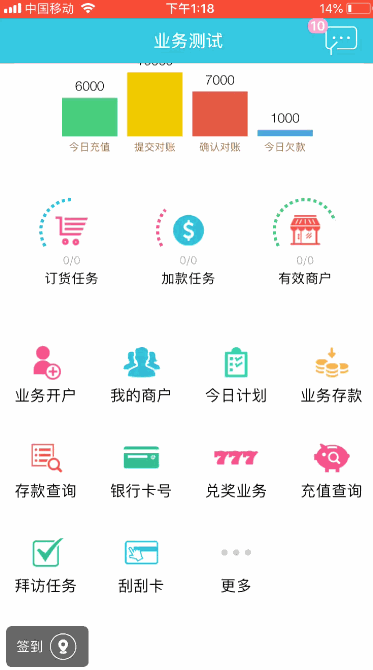 中国移动 下午1:18 14%
业务测试 10
6000 7000 1000
今日充值 提交对账 确认对账 今日欠款
0/0 0/0 0/0
订货任务 加款任务 有效商户
业务开户 我的商户 今日计划 业务存款
777
存款查询 银行卡号 兑奖业务 充值查询
拜访任务 刮刮卡 更多
签到